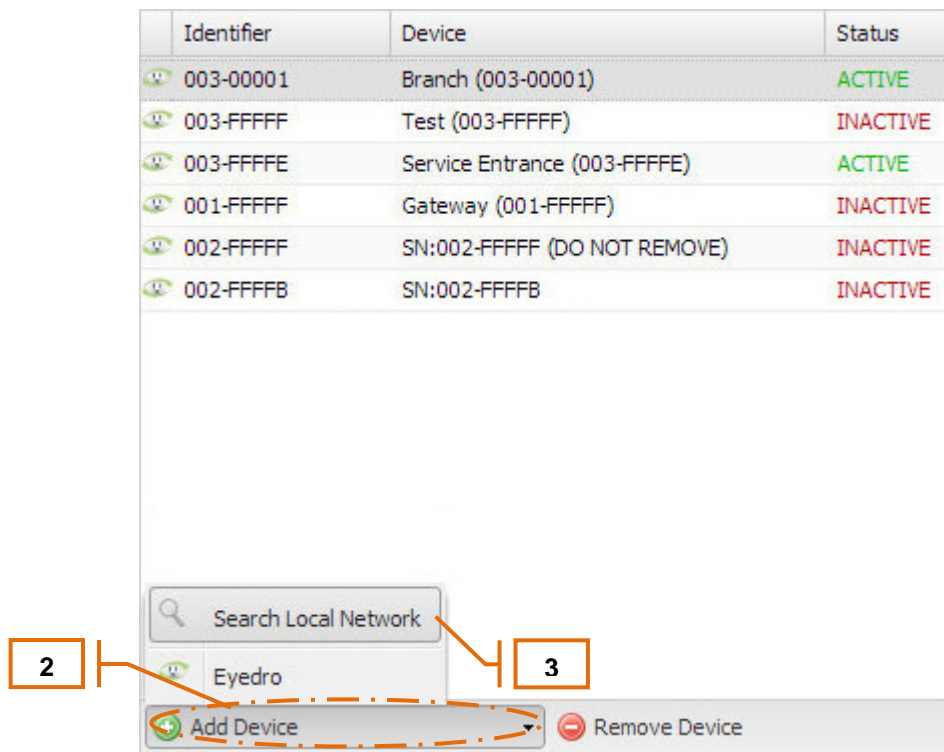 Identifier Device Status
003-00001 Branch (003-00001) ACTIVE
003-FFFFF Test (003-FFFFF) INACTIVE
003-FFFFE Service Entrance (003-FFFFE) ACTIVE
001-FFFFF Gateway (001-FFFFF) INACTIVE
002-FFFFF SN:002-FFFFF (DO NOT REMOVE) INACTIVE
002-FFFFB SN:002-FFFFB INACTIVE
Search Local Network
2 Eyedro 3
Add Device Remove Device